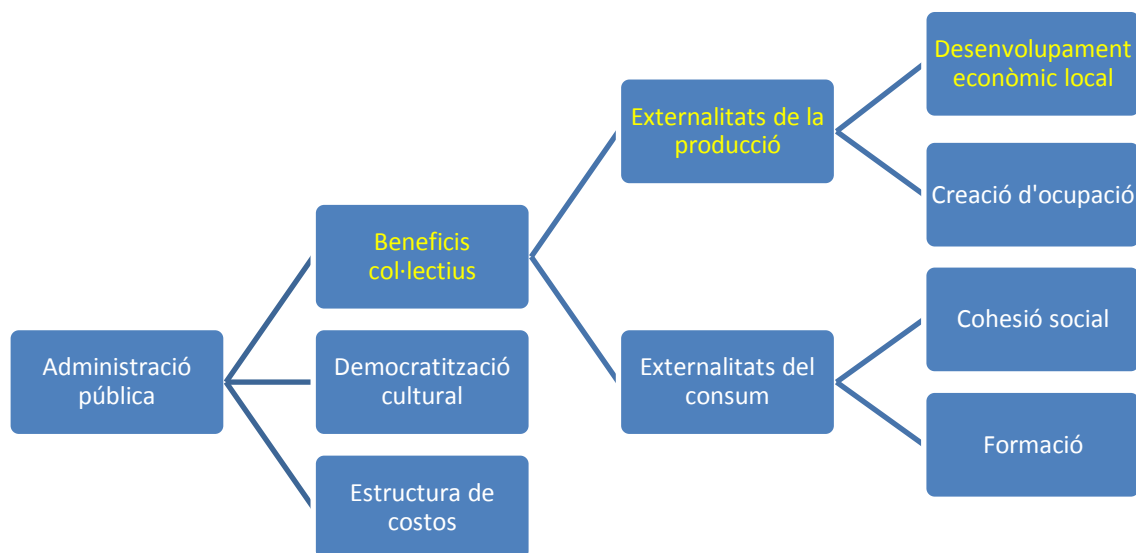 Desenvolupament
econòmic local
Externalitats de la
producció
Creació d'ocupació
Beneficis
col·lectius
Cohesió social
Administració
pública
Democratització
cultural
Externalitats del
consum
Formació
Estructura de
costos